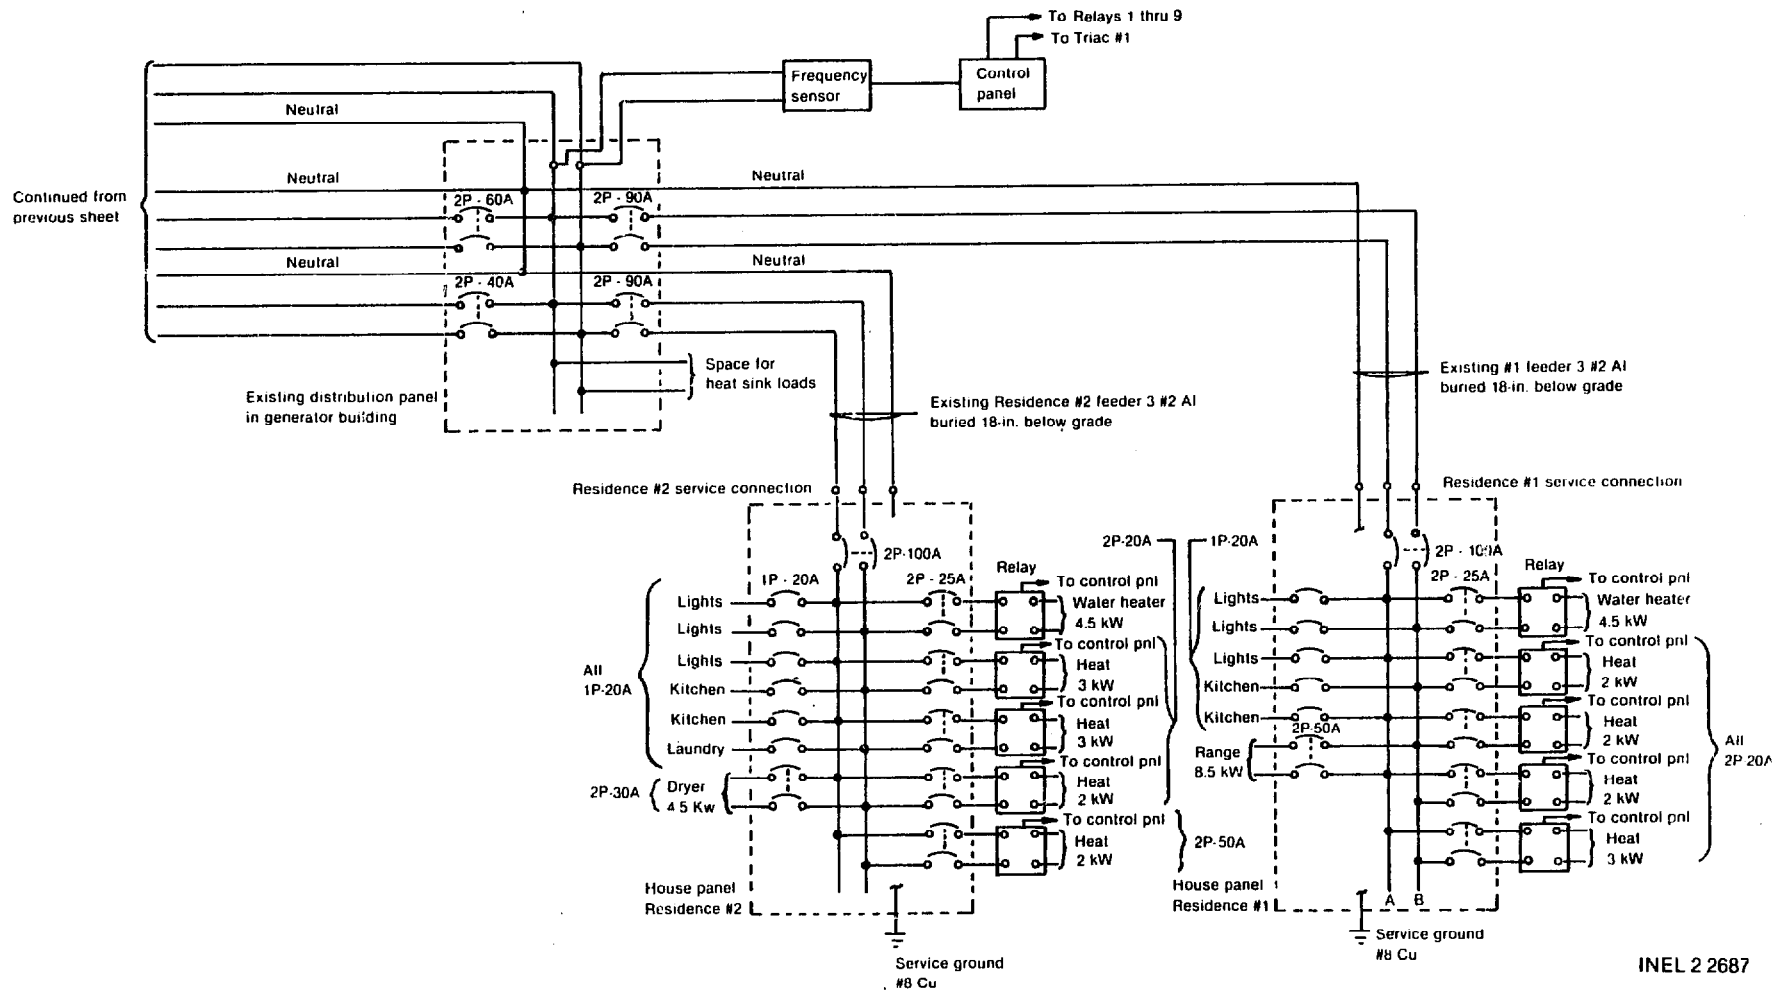 To Relays 1 thru 9
To Triac #1
Frequency
sensor
Control
panel
Neutral
Neutral
Neutral
Continued from
previous sheet
2P - 60A
2P - 90A
Neutral
Neutral
2P - 40A
2P - 90A
Space for
heat sink loads
Existing distribution panel
in generator building
Existing Residence #2 feeder 3 #2 Al
buried 18-in. below grade
Existing #1 feeder 3 #2 Al
buried 18-in. below grade
Residence #2 service connection
2P-100A
1P - 20A
2P - 25A
Relay
To control pnl
Water heater
4.5 kW
To control pnl
Heat
3 kW
To control pnl
Heat
3 kW
To control pnl
Heat
2 kW
To control pnl
Heat
2 kW
2P-20A
2P-50A
Lights
Lights
Lights
Kitchen
Kitchen
Laundry
All
1P-20A
2P-30A
Dryer
4 5 Kw
House panel
Residence #2
Service ground
#8 Cu
Residence #1 service connection
1P-20A
2P - 100A
2P - 25A
Relay
To control pnl
Water heater
4.5 kW
To control pnl
Heat
2 kW
To control pnl
Heat
2 kW
To control pnl
Heat
2 kW
To control pnl
Heat
3 kW
All
2P 20A
Lights
Lights
Lights
Kitchen
Kitchen
2P-50A
Range
8.5 kW
House panel
Residence #1
A B
Service ground
#8 Cu
INEL 2 2687